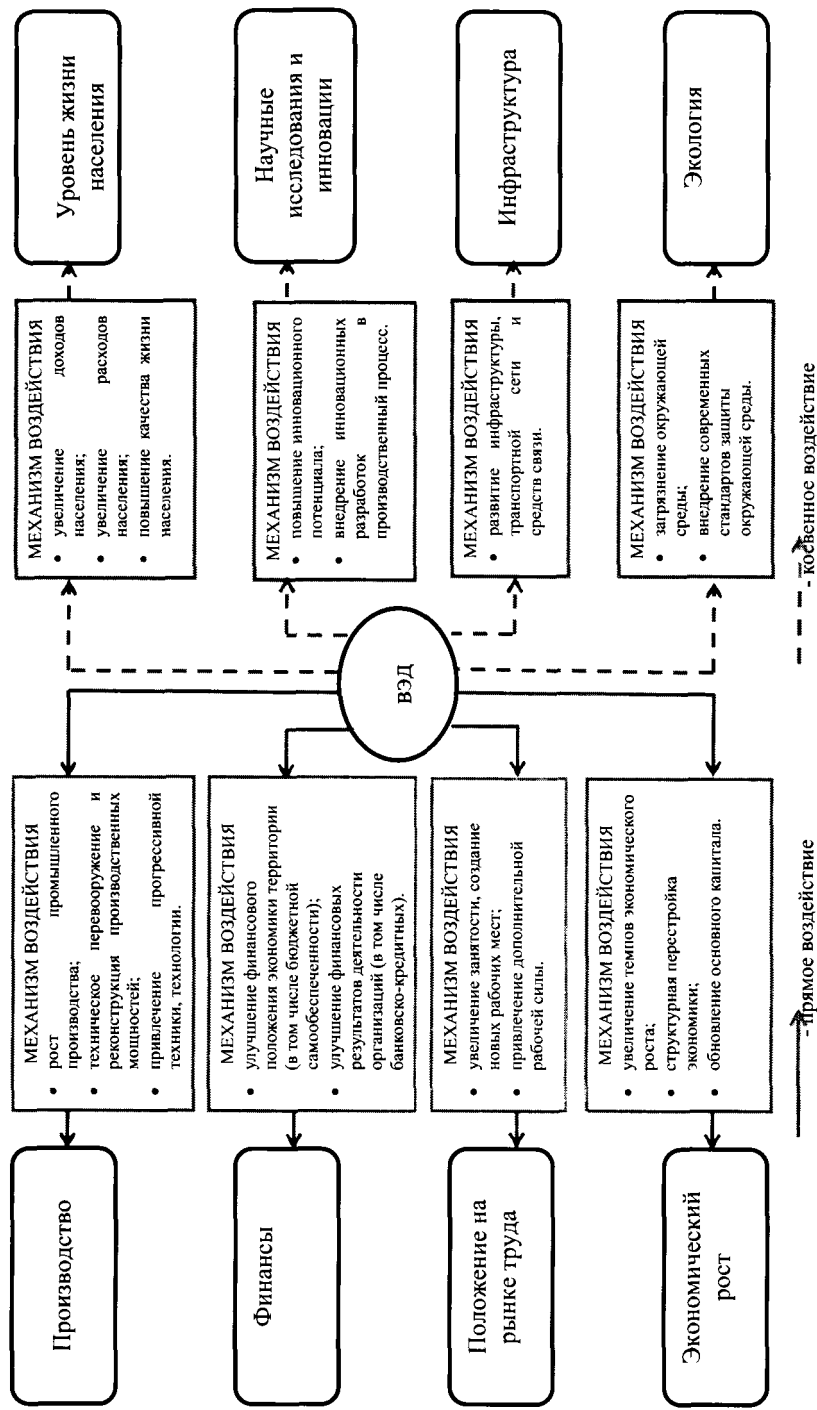 Производство
МЕХАНИЗМ ВОЗДЕЙСТВИЯ
• рост промышленного
производства;
• техническое перевооружение и
реконструкция производственных
мощностей;
• привлечение прогрессивной
техники, технологии.
МЕХАНИЗМ ВОЗДЕЙСТВИЯ
• увеличение доходов
населения;
• увеличение расходов
населения;
• повышение качества жизни
населения.
Уровень жизни
населения
Финансы
МЕХАНИЗМ ВОЗДЕЙСТВИЯ
• улучшение финансового
положения экономики территории
(в том числе бюджетной
самообеспеченности);
• улучшение финансовых
результатов деятельности
организаций (в том числе
банковско-кредитных).
МЕХАНИЗМ ВОЗДЕЙСТВИЯ
• повышение инновационного
потенциала;
• внедрение инновационных
разработок в
производственный процесс.
Научные
исследования и
инновации
ВЭД
Положение на
рынке труда
МЕХАНИЗМ ВОЗДЕЙСТВИЯ
• увеличение занятости, создание
новых рабочих мест;
• привлечение дополнительной
рабочей силы.
МЕХАНИЗМ ВОЗДЕЙСТВИЯ
• развитие инфраструктуры,
транспортной сети и
средств связи.
Инфраструктура
Экономический
рост
МЕХАНИЗМ ВОЗДЕЙСТВИЯ
• увеличение темпов экономического
роста;
• структурная перестройка
экономики;
• обновление основного капитала.
МЕХАНИЗМ ВОЗДЕЙСТВИЯ
• загрязнение окружающей
среды;
• внедрение современных
стандартов защиты
окружающей среды.
Экология
- прямое воздействие
- косвенное воздействие